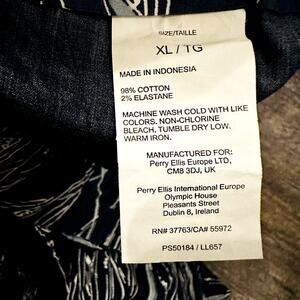 SIZE/TAILLE
XL / TG
MADE IN INDONESIA
98% COTTON
2% ELASTANE
MACHINE WASH COLD WITH LIKE
COLORS. NON-CHLORINE
BLEACH, TUMBLE DRY LOW.
WARM IRON.
MANUFACTURED FOR:
Perry Ellis Europe LTD,
CM8 3DJ, UK
Perry Ellis International Europe
Olympic House
Pleasants Street
Dublin 8, Ireland
RN# 37763/CA# 55972
PS50184 / LL657